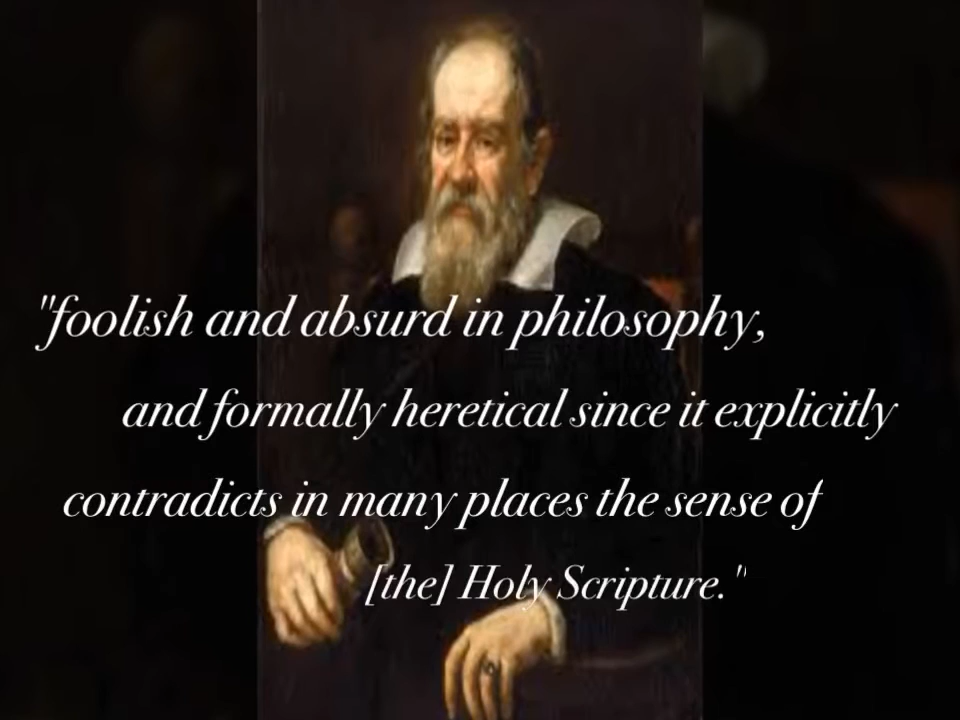 "foolish and absurd in philosophy,
and formally heretical since it explicitly
contradicts in many places the sense of
[the] Holy Scripture."